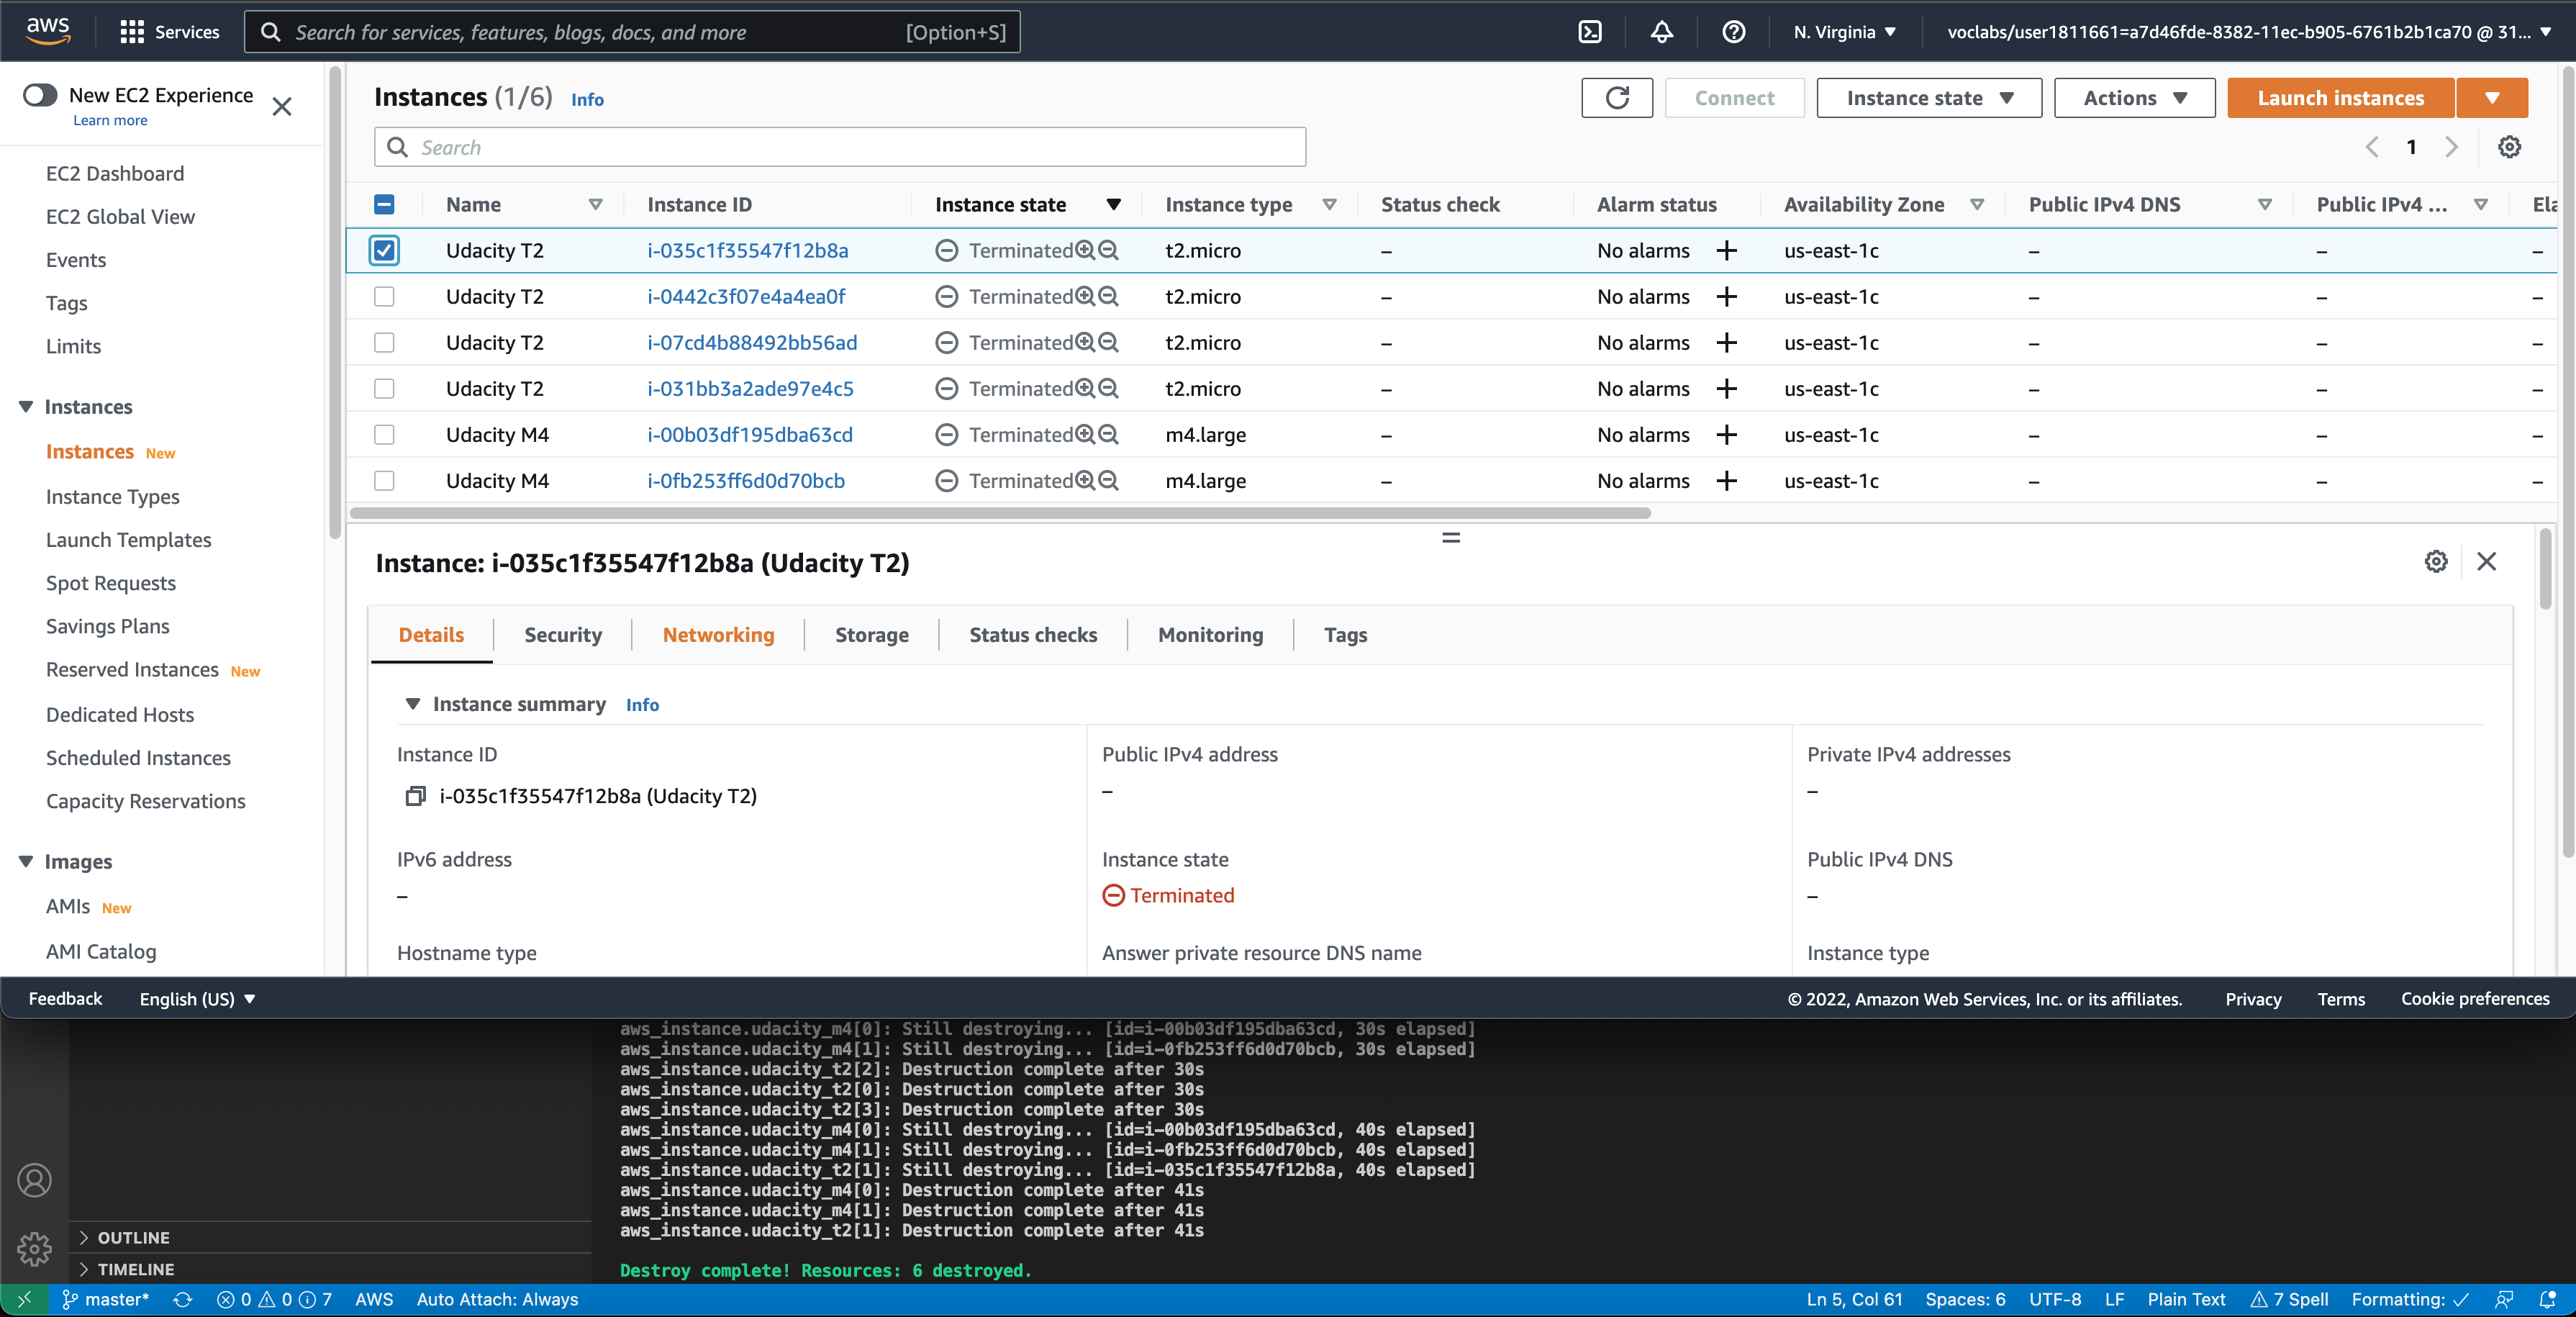 aws
Services
Search for services, features, blogs, docs, and more
[Option+S]
N. Virginia
voclabs/user1811661=a7d46fde-8382-11ec-b905-6761b2b1ca70 @ 31...
New EC2 Experience
Learn more
EC2 Dashboard
EC2 Global View
Events
Tags
Limits
Instances
Instances New
Instance Types
Launch Templates
Spot Requests
Savings Plans
Reserved Instances New
Dedicated Hosts
Scheduled Instances
Capacity Reservations
Images
AMIs New
AMI Catalog
Instances (1/6) Info
Connect
Instance state
Actions
Launch instances
Search
1
Name Instance ID Instance state Instance type Status check Alarm status Availability Zone Public IPv4 DNS Public IPv4 ... Ela
Udacity T2 i-035c1f35547f12b8a Terminated t2.micro – No alarms + us-east-1c – – –
Udacity T2 i-0442c3f07e4a4ea0f Terminated t2.micro – No alarms + us-east-1c – – –
Udacity T2 i-07cd4b88492bb56ad Terminated t2.micro – No alarms + us-east-1c – – –
Udacity T2 i-031bb3a2ade97e4c5 Terminated t2.micro – No alarms + us-east-1c – – –
Udacity M4 i-00b03df195dba63cd Terminated m4.large – No alarms + us-east-1c – – –
Udacity M4 i-0fb253ff6d0d70bcb Terminated m4.large – No alarms + us-east-1c – – –
Instance: i-035c1f35547f12b8a (Udacity T2)
Details Security Networking Storage Status checks Monitoring Tags
Instance summary Info
Instance ID
i-035c1f35547f12b8a (Udacity T2)
Public IPv4 address
–
Private IPv4 addresses
–
IPv6 address
–
Instance state
Terminated
Public IPv4 DNS
–
Hostname type
Answer private resource DNS name
Instance type
Feedback
English (US)
© 2022, Amazon Web Services, Inc. or its affiliates.
Privacy
Terms
Cookie preferences
aws_instance.udacity_m4[0]: Still destroying... [id=i-00b03df195dba63cd, 30s elapsed]
aws_instance.udacity_m4[1]: Still destroying... [id=i-0fb253ff6d0d70bcb, 30s elapsed]
aws_instance.udacity_t2[2]: Destruction complete after 30s
aws_instance.udacity_t2[0]: Destruction complete after 30s
aws_instance.udacity_t2[3]: Destruction complete after 30s
aws_instance.udacity_m4[0]: Still destroying... [id=i-00b03df195dba63cd, 40s elapsed]
aws_instance.udacity_m4[1]: Still destroying... [id=i-0fb253ff6d0d70bcb, 40s elapsed]
aws_instance.udacity_t2[1]: Still destroying... [id=i-035c1f35547f12b8a, 40s elapsed]
aws_instance.udacity_m4[0]: Destruction complete after 41s
aws_instance.udacity_m4[1]: Destruction complete after 41s
aws_instance.udacity_t2[1]: Destruction complete after 41s
Destroy complete! Resources: 6 destroyed.
OUTLINE
TIMELINE
master* 0 0 7 AWS Auto Attach: Always
Ln 5, Col 61 Spaces: 6 UTF-8 LF Plain Text 7 Spell Formatting: ✓